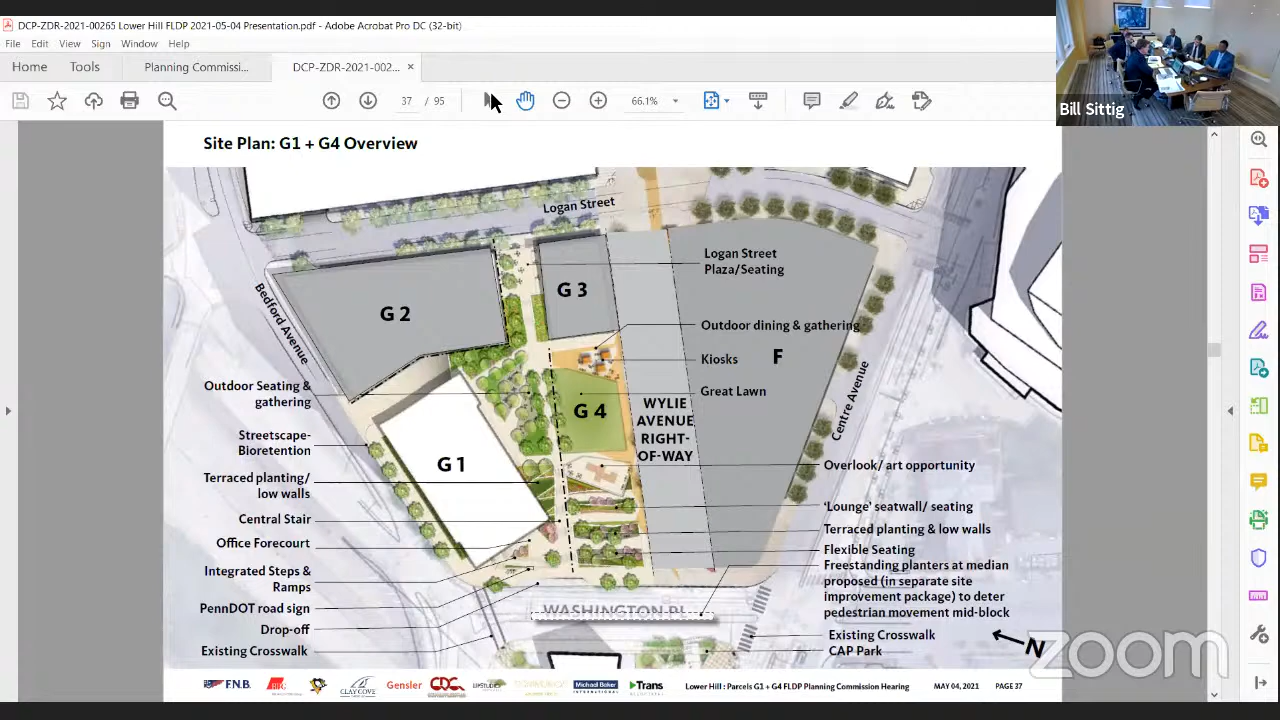 DCP-ZDR-2021-00265 Lower Hill FLDP 2021-05-04 Presentation.pdf - Adobe Acrobat Pro DC (32-bit)
File Edit View Sign Window Help
Home Tools Planning Commissi... DCP-ZDR-2021-002... ×
37 95 66.1%
Bill Sittig
Site Plan: G1 + G4 Overview
Logan Street
Logan Street
Plaza/Seating
G 3
G 2
Bedford Avenue
Outdoor dining & gathering
Kiosks
F
Great Lawn
Outdoor Seating &
gathering
G 4
WYLIE
AVENUE
RIGHT-
OF-WAY
Centre Avenue
Streetscape-
Bioretention
G 1
Overlook/ art opportunity
Terraced planting/
low walls
'Lounge' seatwall/ seating
Central Stair
Terraced planting & low walls
Office Forecourt
Flexible Seating
Freestanding planters at median
proposed (in separate site
improvement package) to deter
pedestrian movement mid-block
Integrated Steps &
Ramps
PennDOT road sign
WASHINGTON PL
Drop-off
Existing Crosswalk
Existing Crosswalk
CAP Park
N
zoom
F.N.B.
CLAY COVE
Gensler
CDC
Michael Baker
INTERNATIONAL
Trans
Lower Hill : Parcels G1 + G4 FLDP Planning Commission Hearing MAY 04, 2021 PAGE 37